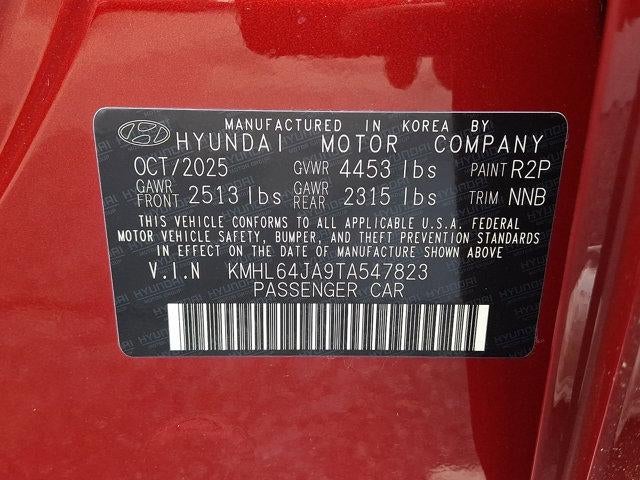 MANUFACTURED IN KOREA BY
HYUNDAI MOTOR COMPANY
OCT/2025 GVWR 4453 lbs PAINT R2P
GAWR FRONT 2513 lbs GAWR REAR 2315 lbs TRIM NNB
THIS VEHICLE CONFORMS TO ALL APPLICABLE U.S.A. FEDERAL
MOTOR VEHICLE SAFETY, BUMPER, AND THEFT PREVENTION STANDARDS
IN EFFECT ON THE DATE OF MANUFACTURE SHOWN ABOVE
V.I.N KMHL64JA9TA547823
PASSENGER CAR